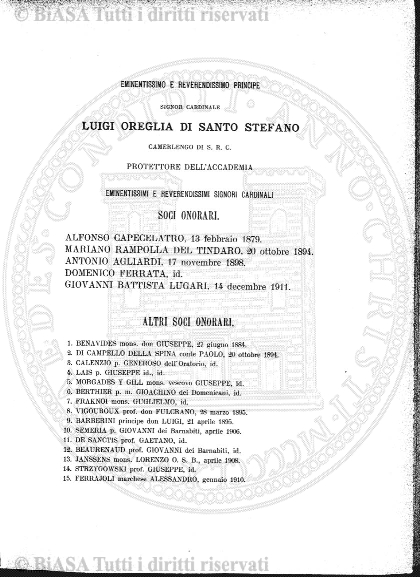 © BiASA Tutti i diritti riservati
EMINENTISSIMO E REVERENDISSIMO PRINCIPE
SIGNOR CARDINALE
LUIGI OREGLIA DI SANTO STEFANO
CAMERLENGO DI S. R. C.
PROTETTORE DELL'ACCADEMIA
EMINENTISSIMI E REVERENDISSIMI SIGNORI CARDINALI
SOCI ONORARI.
ALFONSO CAPECELATRO, 13 febbraio 1879.
MARIANO RAMPOLLA DEL TINDARO, 20 ottobre 1894.
ANTONIO AGLIARDI, 17 novembre 1898.
DOMENICO FERRATA, id.
GIOVANNI BATTISTA LUGARI, 14 decembre 1911.
ALTRI SOCI ONORARI.
1. BENAVIDES mons. don GIUSEPPE, 27 giugno 1884.
2. DI CAMPELLO DELLA SPINA conte PAOLO, 20 ottobre 1894.
3. CALENZIO p. GENEROSO dell'Oratorio, id.
4. LAIS p. GIUSEPPE id., id.
5. MORGADES Y GILL mons. vescovo GIUSEPPE, id.
6. BERTHIER p. m. GIOACHINO dei Domenicani, id.
7. FRAKNOI mons. GUGLIELMO, id.
8. VIGOUROUX prof. don FULCRANO, 28 marzo 1895.
9. BARBERINI principe don LUIGI, 21 aprile 1895.
10. SEMERIA p. GIOVANNI dei Barnabiti, aprile 1906.
11. DE SANCTIS prof. GAETANO, id.
12. BEAURENAUD prof. GIOVANNI dei Barnabiti, id.
13. JANSSENS mons. LORENZO O. S. B., aprile 1908.
14. STRZYGOWSKI prof. GIUSEPPE, id.
15. FERRAJOLI marchese ALESSANDRO, gennaio 1910.
© BiASA Tutti i diritti riservati